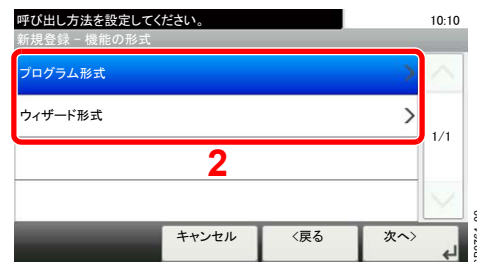 呼び出し方法を設定してください。 10:10
新規登録 - 機能の形式
プログラム形式
ウィザード形式
1/1
2
キャンセル <戻る 次へ>